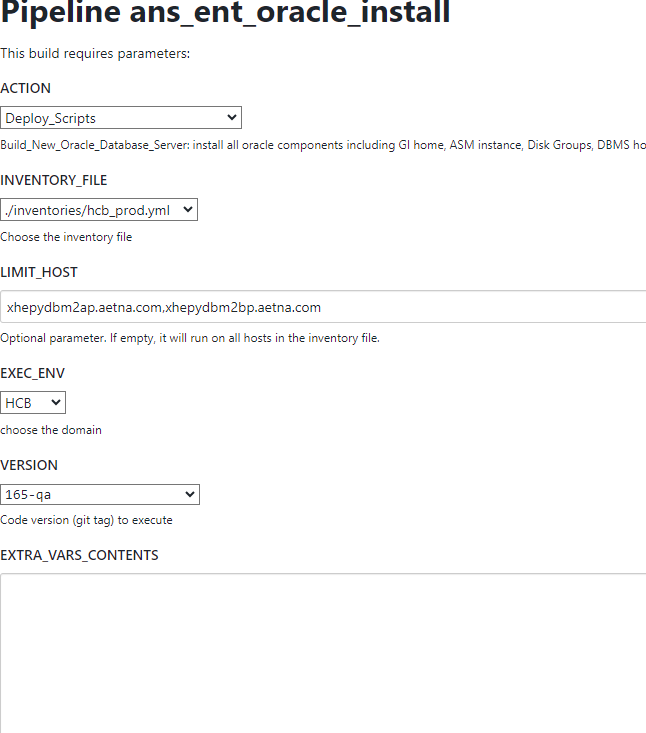 Pipeline ans_ent_oracle_install
This build requires parameters:
ACTION
Deploy_Scripts
Build_New_Oracle_Database_Server: install all oracle components including GI home, ASM instance, Disk Groups, DBMS ho
INVENTORY_FILE
./inventories/hcb_prod.yml
Choose the inventory file
LIMIT_HOST
xhepydbm2ap.aetna.com,xhepydbm2bp.aetna.com
Optional parameter. If empty, it will run on all hosts in the inventory file.
EXEC_ENV
HCB
choose the domain
VERSION
165-qa
Code version (git tag) to execute
EXTRA_VARS_CONTENTS